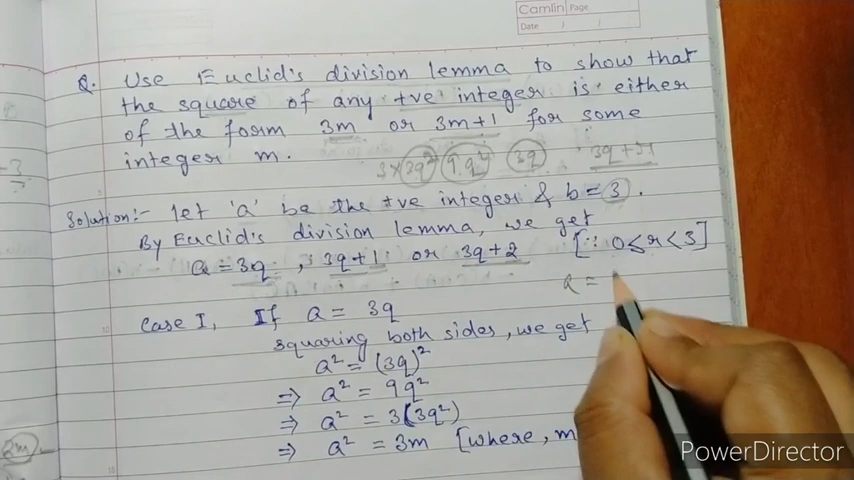 Camlin Page
Date / /
Q. Use Euclid's division lemma to show that
the square of any +ve integer is either
of the form 3m or 3m+1 for some
integer m.
3×3q² 9q² 3q 3q+r
Solution:- let 'a' be the +ve integer & b=3.
By Euclid's division lemma, we get
a = 3q , 3q+1 or 3q+2 [∵ 0≤r<3]
a =
Case I, If a = 3q
squaring both sides, we get
a² = (3q)²
⇒ a² = 9q²
⇒ a² = 3(3q²)
⇒ a² = 3m [where, m
2m
PowerDirector